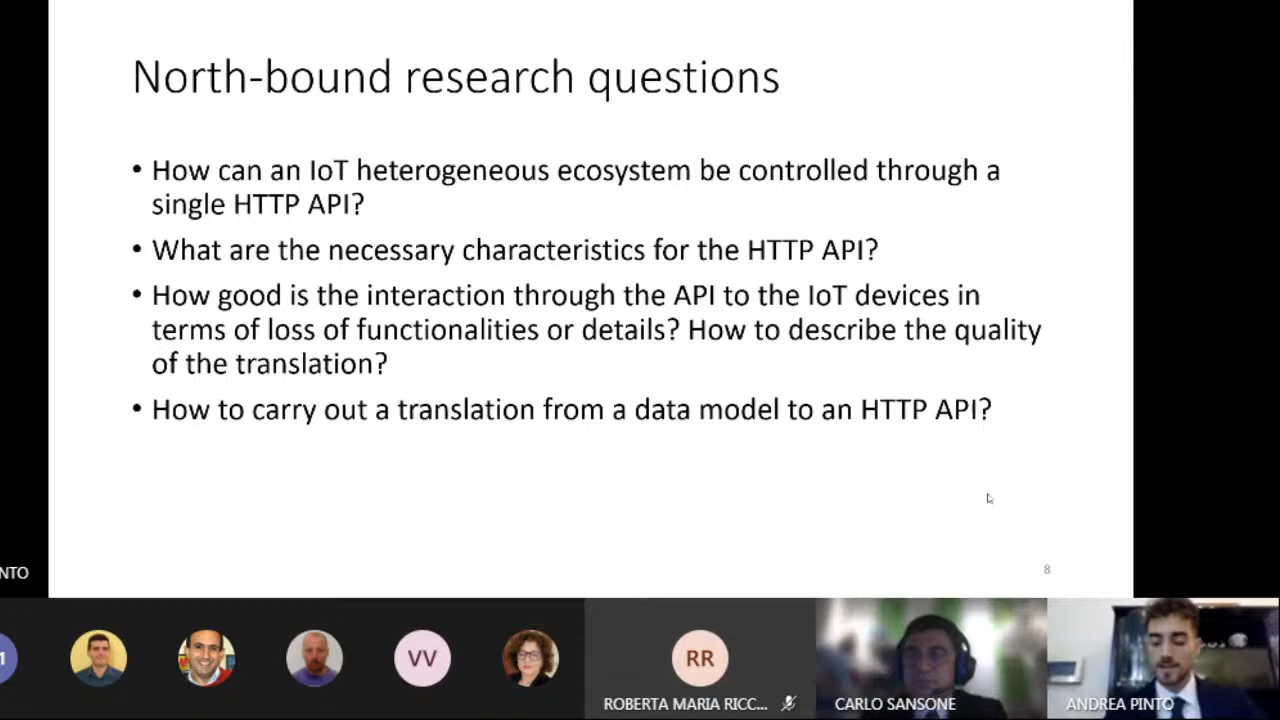 North-bound research questions
• How can an IoT heterogeneous ecosystem be controlled through a
single HTTP API?
• What are the necessary characteristics for the HTTP API?
• How good is the interaction through the API to the IoT devices in
terms of loss of functionalities or details? How to describe the quality
of the translation?
• How to carry out a translation from a data model to an HTTP API?
8
NTO
1
VV
RR
ROBERTA MARIA RICC...
CARLO SANSONE
ANDREA PINTO